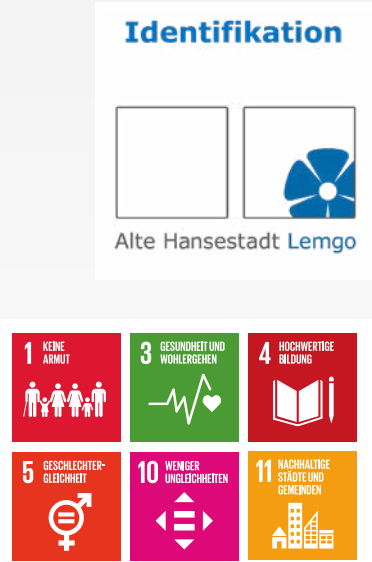 Identifikation
Alte Hansestadt Lemgo
1 KEINE
ARMUT
3 GESUNDHEIT UND
WOHLERGEHEN
4 HOCHWERTIGE
BILDUNG
5 GESCHLECHTER-
GLEICHHEIT
10 WENIGER
UNGLEICHHEITEN
11 NACHHALTIGE
STÄDTE UND
GEMEINDEN